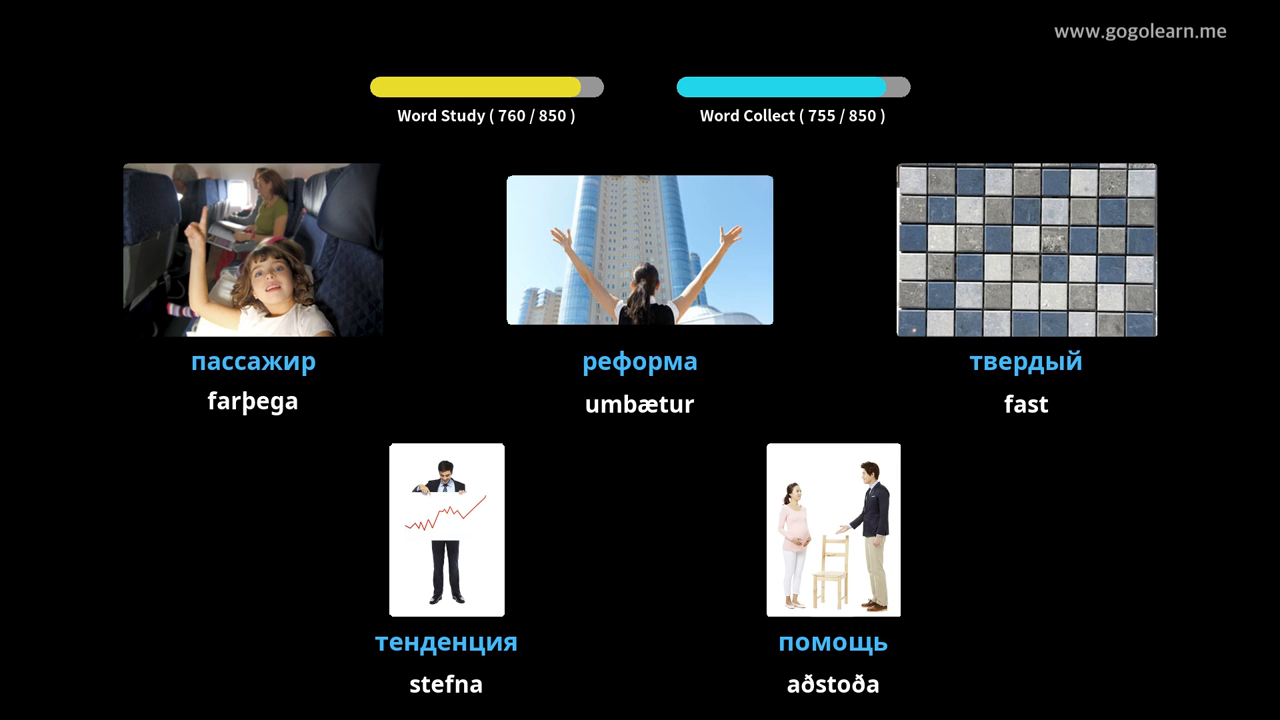 www.gogolearn.me
Word Study ( 760 / 850 )
Word Collect ( 755 / 850 )
пассажир
farþega
реформа
umbætur
твердый
fast
тенденция
stefna
помощь
aðstoða